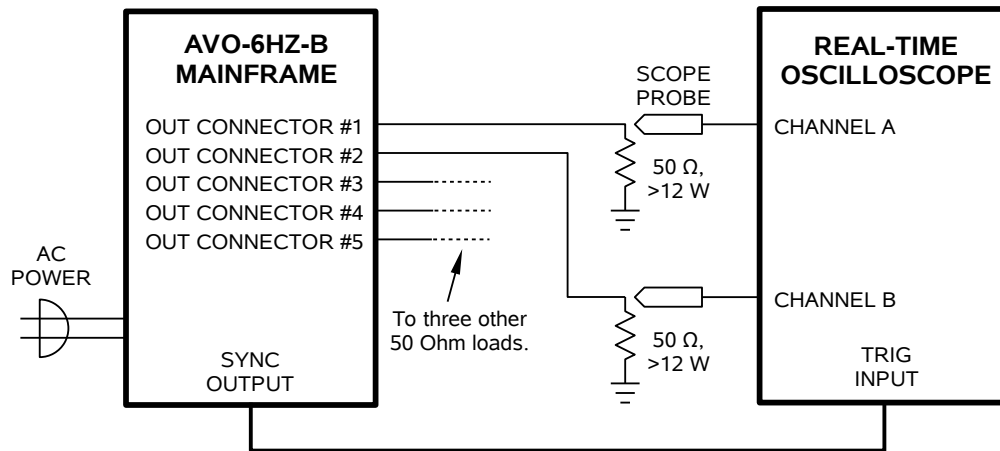 AVO-6HZ-B
MAINFRAME
OUT CONNECTOR #1
OUT CONNECTOR #2
OUT CONNECTOR #3
OUT CONNECTOR #4
OUT CONNECTOR #5
AC
POWER
SYNC
OUTPUT
To three other
50 Ohm loads.
SCOPE
PROBE
50 Ω,
>12 W
50 Ω,
>12 W
REAL-TIME
OSCILLOSCOPE
CHANNEL A
CHANNEL B
TRIG
INPUT